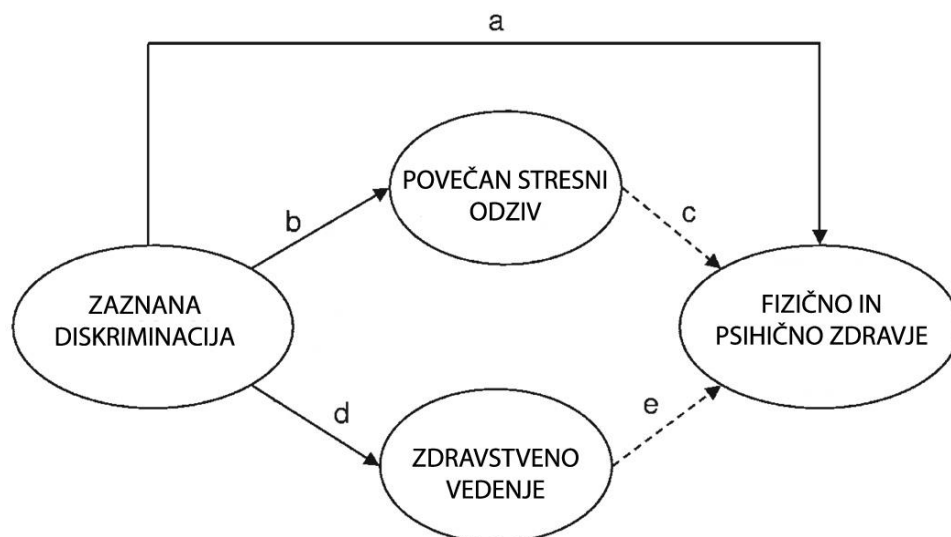 a
POVEČAN STRESNI
ODZIV
b
c
ZAZNANA
DISKRIMINACIJA
FIZIČNO IN
PSIHIČNO ZDRAVJE
d
e
ZDRAVSTVENO
VEDENJE